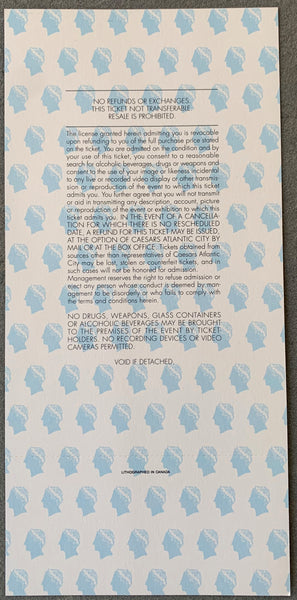 NO REFUNDS OR EXCHANGES.
THIS TICKET NOT TRANSFERABLE
RESALE IS PROHIBITED.
The license granted herein admitting you is revocable
upon refunding to you of the full purchase price stated
on the ticket. You are admitted on the condition and by
your use of this ticket, you consent to a reasonable
search for alcoholic beverages, drugs or weapons and
consent to the use of your image or likeness incidental
to any live or recorded video display or other transmis-
sion or reproduction of the event to which this ticket
admits you. You further agree that you will not transmit
or aid in transmitting any description, account, picture
or reproduction of the event or exhibition to which this
ticket admits you. IN THE EVENT OF A CANCELLA-
TION FOR WHICH THERE IS NO RESCHEDULED
DATE, A REFUND FOR THIS TICKET MAY BE ISSUED,
AT THE OPTION OF CAESARS ATLANTIC CITY BY
MAIL OR AT THE BOX OFFICE. Tickets obtained from
sources other than representatives of Caesars Atlantic
City may be lost, stolen or counterfeit tickets, and in
such cases will not be honored for admission.
Management reserves the right to refuse admission or
eject any person whose conduct is deemed by man-
agement to be disorderly or who fails to comply with
the terms and conditions herein.
NO DRUGS, WEAPONS, GLASS CONTAINERS
OR ALCOHOLIC BEVERAGES MAY BE BROUGHT
TO THE PREMISES OF THE EVENT BY TICKET-
HOLDERS. NO RECORDING DEVICES OR VIDEO
CAMERAS PERMITTED.
VOID IF DETACHED.
LITHOGRAPHED IN CANADA